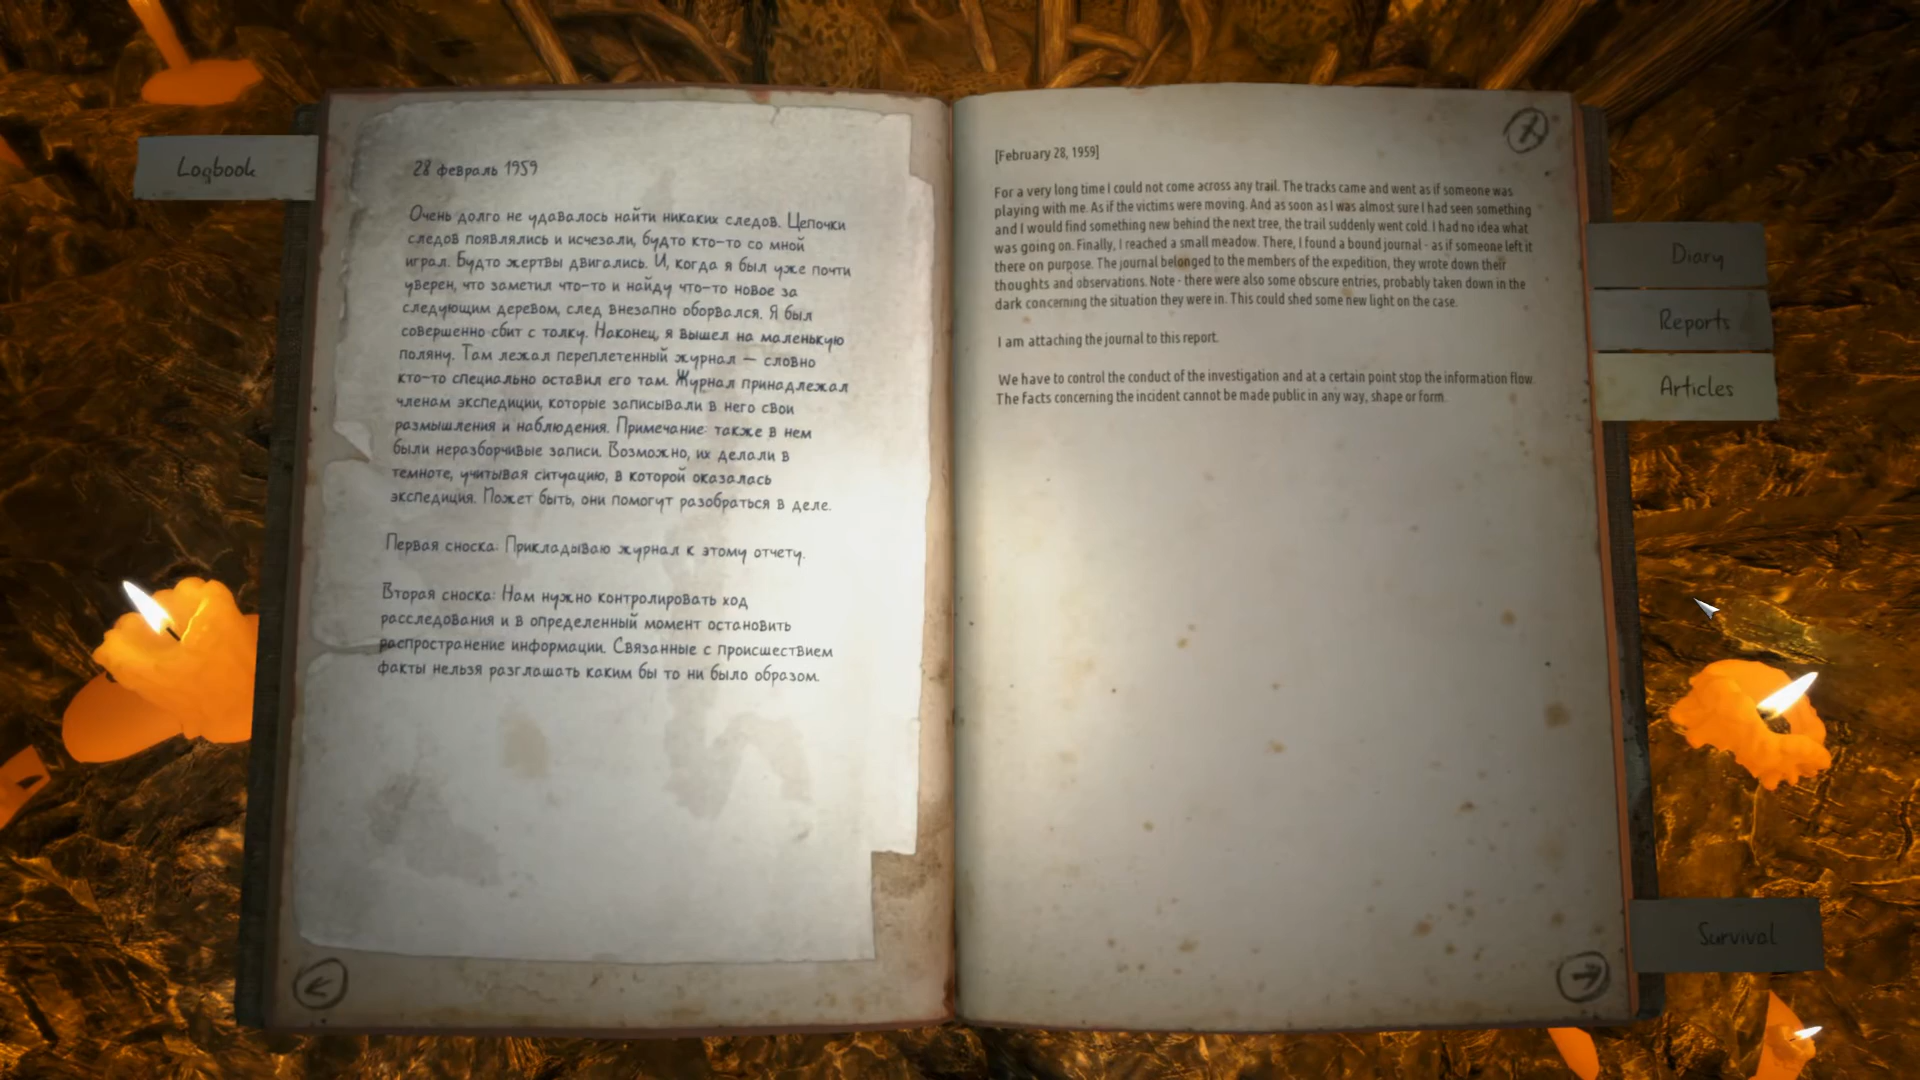 Logbook
28 февраль 1959
Очень долго не удавалось найти никаких следов. Цепочки
следов появлялись и исчезали, будто кто-то со мной
играл. Будто жертвы двигались. И, когда я был уже почти
уверен, что заметил что-то и найду что-то новое за
следующим деревом, след внезапно оборвался. Я был
совершенно сбит с толку. Наконец, я вышел на маленькую
поляну. Там лежал переплетенный журнал — словно
кто-то специально оставил его там. Журнал принадлежал
членам экспедиции, которые записывали в него свои
размышления и наблюдения. Примечание: также в нем
были неразборчивые записи. Возможно, их делали в
темноте, учитывая ситуацию, в которой оказалась
экспедиция. Может быть, они помогут разобраться в деле.
Первая сноска: Прикладываю журнал к этому отчету.
Вторая сноска: Нам нужно контролировать ход
расследования и в определенный момент остановить
распространение информации. Связанные с происшествием
факты нельзя разглашать каким бы то ни было образом.
[February 28, 1959]
For a very long time I could not come across any trail. The tracks came and went as if someone was
playing with me. As if the victims were moving. And as soon as I was almost sure I had seen something
and I would find something new behind the next tree, the trail suddenly went cold. I had no idea what
was going on. Finally, I reached a small meadow. There, I found a bound journal - as if someone left it
there on purpose. The journal belonged to the members of the expedition, they wrote down their
thoughts and observations. Note - there were also some obscure entries, probably taken down in the
dark concerning the situation they were in. This could shed some new light on the case.
I am attaching the journal to this report.
We have to control the conduct of the investigation and at a certain point stop the information flow.
The facts concerning the incident cannot be made public in any way, shape or form.
Diary
Reports
Articles
Survival